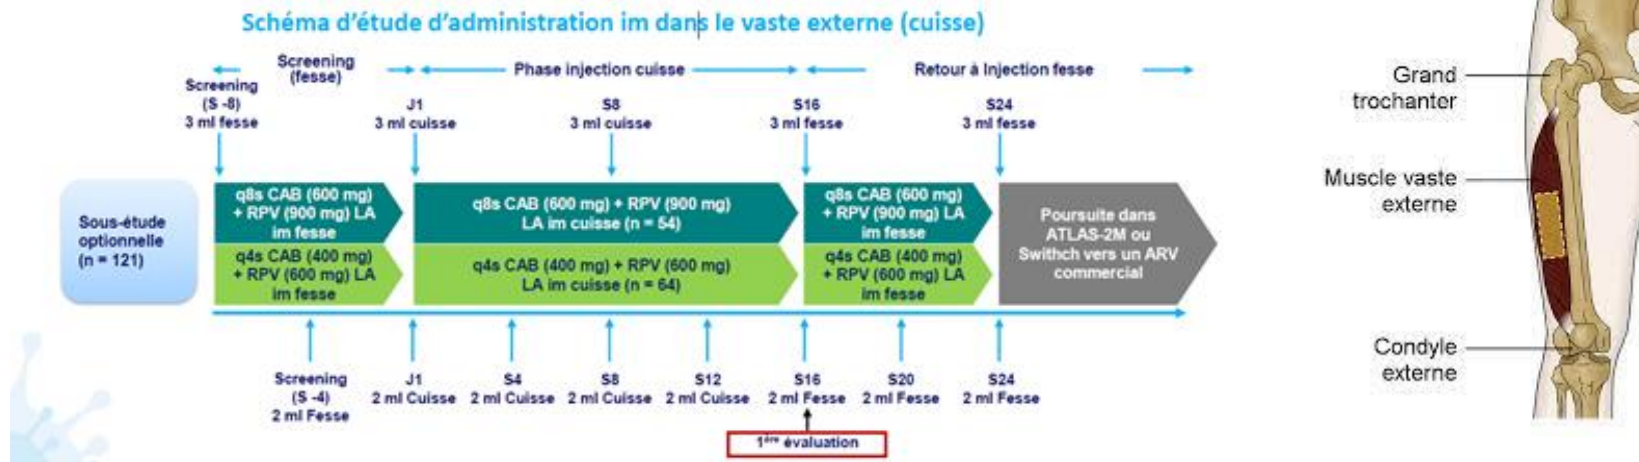 Schéma d'étude d'administration im dans le vaste externe (cuisse)
Screening
(fesse)
Phase injection cuisse
Retour à Injection fesse
Screening
(S -8)
3 ml fesse
J1
3 ml cuisse
S8
3 ml cuisse
S16
3 ml fesse
S24
3 ml fesse
Sous-étude
optionnelle
(n = 121)
q8s CAB (600 mg)
+ RPV (900 mg) LA
im fesse
q8s CAB (600 mg) + RPV (900 mg)
LA im cuisse (n = 54)
q8s CAB (600 mg)
+ RPV (900 mg) LA
im fesse
q4s CAB (400 mg)
+ RPV (600 mg) LA
im fesse
q4s CAB (400 mg) + RPV (600 mg)
LA im cuisse (n = 64)
q4s CAB (400 mg)
+ RPV (600 mg) LA
im fesse
Poursuite dans
ATLAS-2M ou
Swithch vers un ARV
commercial
Screening
(S -4)
2 ml Fesse
J1
2 ml Cuisse
S4
2 ml Cuisse
S8
2 ml Cuisse
S12
2 ml Cuisse
S16
2 ml Fesse
S20
2 ml Fesse
S24
2 ml Fesse
1ère évaluation
Grand
trochanter
Muscle vaste
externe
Condyle
externe